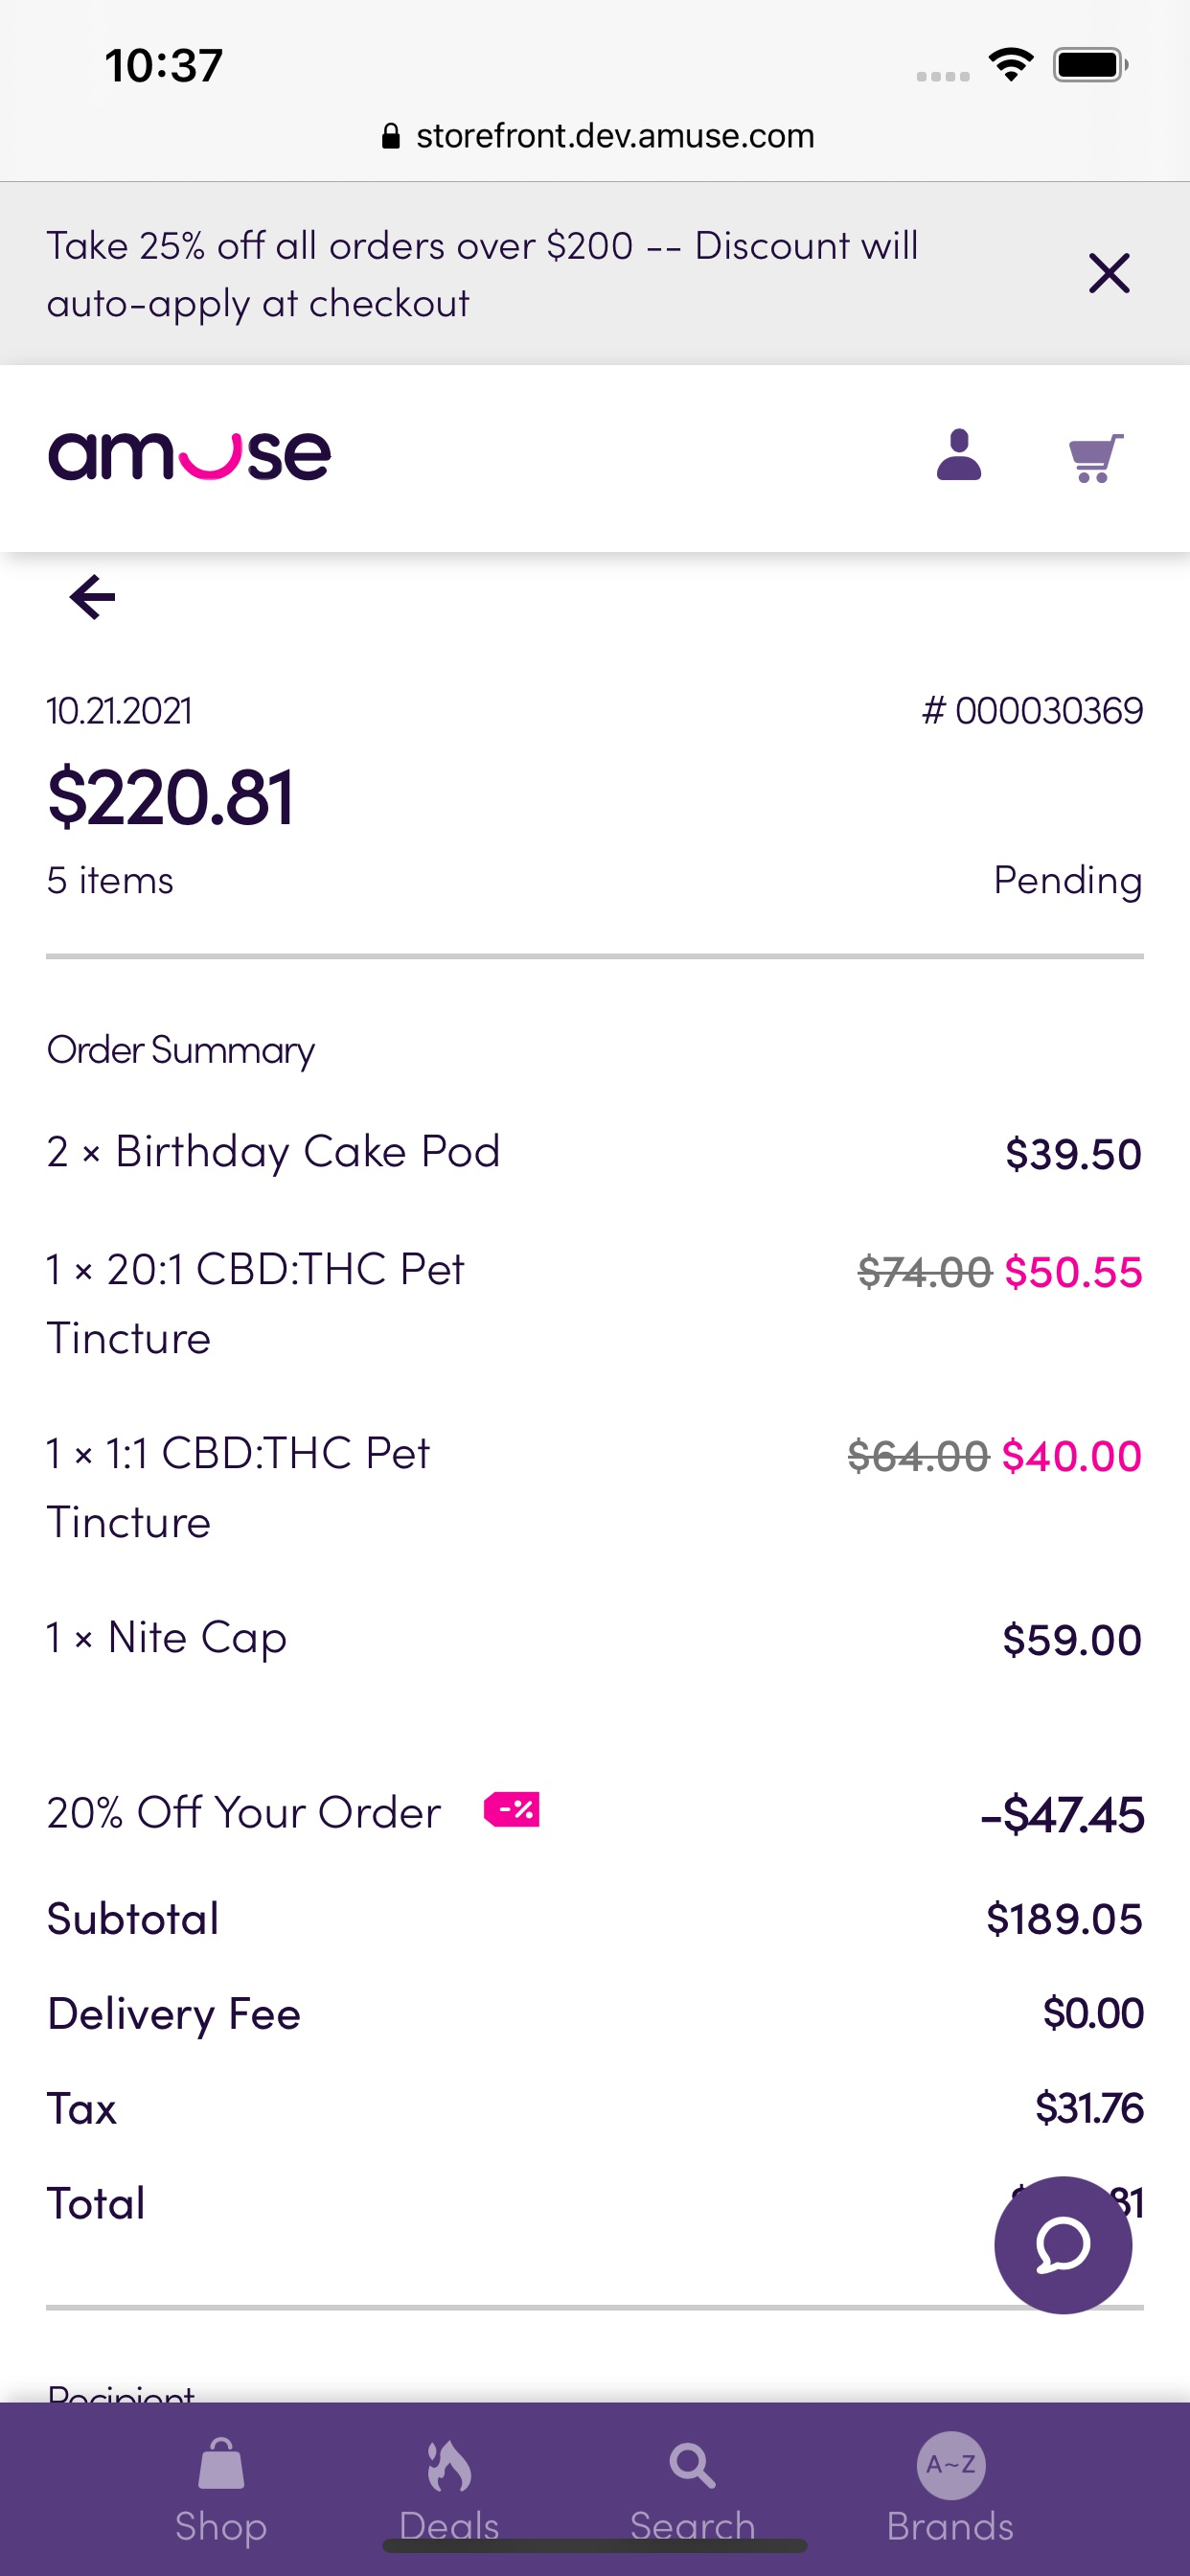 10:37
storefront.dev.amuse.com
Take 25% off all orders over $200 -- Discount will
auto-apply at checkout
amuse
10.21.2021 # 000030369
$220.81
5 items Pending
Order Summary
2 × Birthday Cake Pod $39.50
1 × 20:1 CBD:THC Pet $74.00 $50.55
Tincture
1 × 1:1 CBD:THC Pet $64.00 $40.00
Tincture
1 × Nite Cap $59.00
20% Off Your Order -% -$47.45
Subtotal $189.05
Delivery Fee $0.00
Tax $31.76
Total
Recipient
A~Z
Shop Deals Search Brands